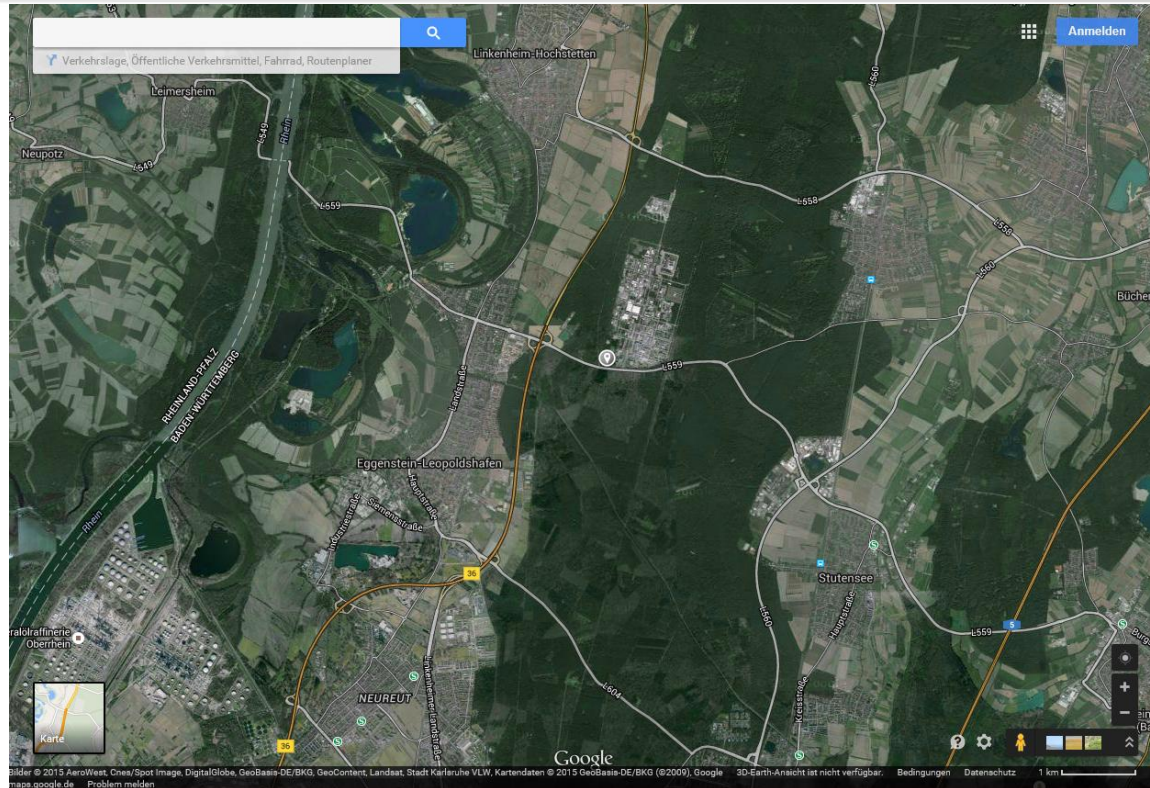 Anmelden
Verkehrslage, Öffentliche Verkehrsmittel, Fahrrad, Routenplaner
Linkenheim-Hochstetten
L560
Leimersheim
L549
Rhein
L549
Neupotz
L549
L559
L558
L558
L560
Büche
RHEINLAND-PFALZ
BADEN-WÜRTTEMBERG
L559
Landstraße
Eggenstein-Leopoldshafen
Hauptstraße
Siemensstraße
Industriestraße
Rhein
36
Stutensee
Hauptstraße
L560
5
L559
Burgs
eralölraffinerie
Oberrhein
Linkenheimer Landstraße
L604
NEUREUT
Kreisstraße
36
Karte
Google
Bilder © 2015 AeroWest, Cnes/Spot Image, DigitalGlobe, GeoBasis-DE/BKG, GeoContent, Landsat, Stadt Karlsruhe VLW, Kartendaten © 2015 GeoBasis-DE/BKG (©2009), Google 3D-Earth-Ansicht ist nicht verfügbar. Bedingungen Datenschutz 1 km
maps.google.de Problem melden